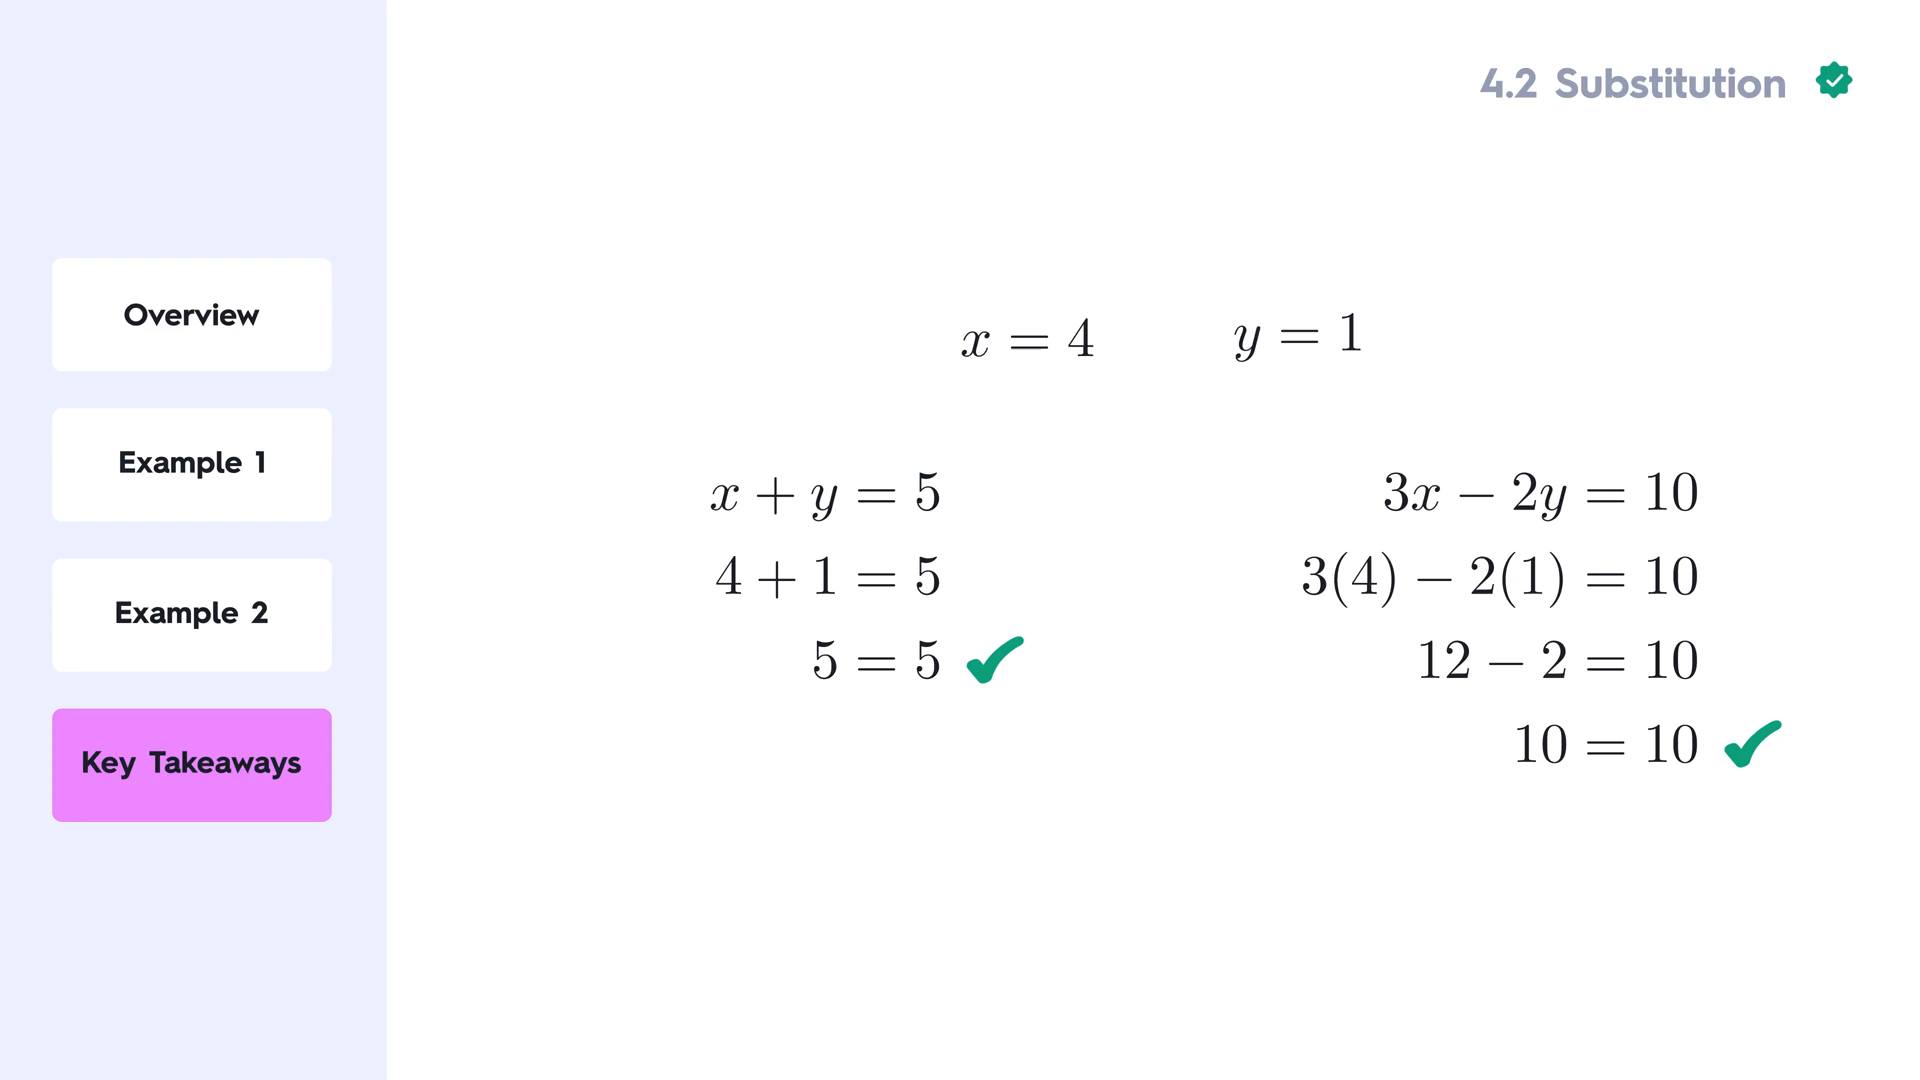 4.2 Substitution
Overview
Example 1
Example 2
Key Takeaways
x = 4
y = 1
x + y = 5
4 + 1 = 5
5 = 5
3x − 2y = 10
3(4) − 2(1) = 10
12 − 2 = 10
10 = 10